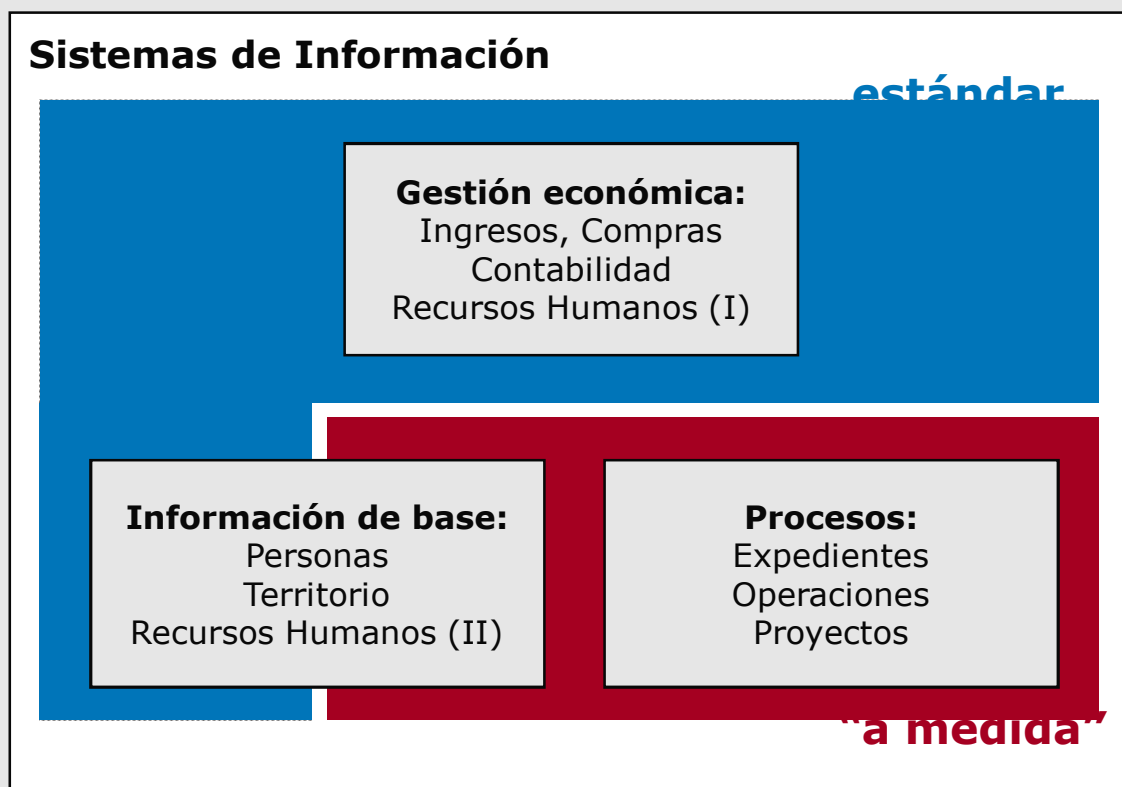 Sistemas de Información
estándar
Gestión económica:
Ingresos, Compras
Contabilidad
Recursos Humanos (I)
Información de base:
Personas
Territorio
Recursos Humanos (II)
Procesos:
Expedientes
Operaciones
Proyectos
“a medida”